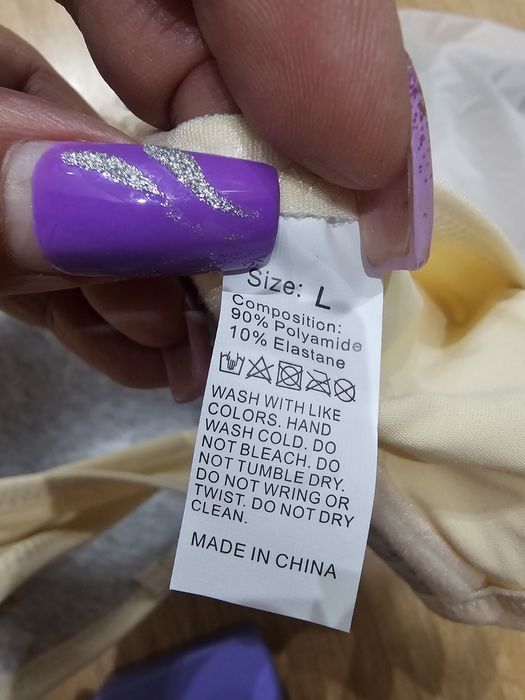 Size: L
Composition:
90% Polyamide
10% Elastane
WASH WITH LIKE
COLORS. HAND
WASH COLD. DO
NOT BLEACH. DO
NOT TUMBLE DRY.
DO NOT WRING OR
TWIST. DO NOT DRY
CLEAN.
MADE IN CHINA